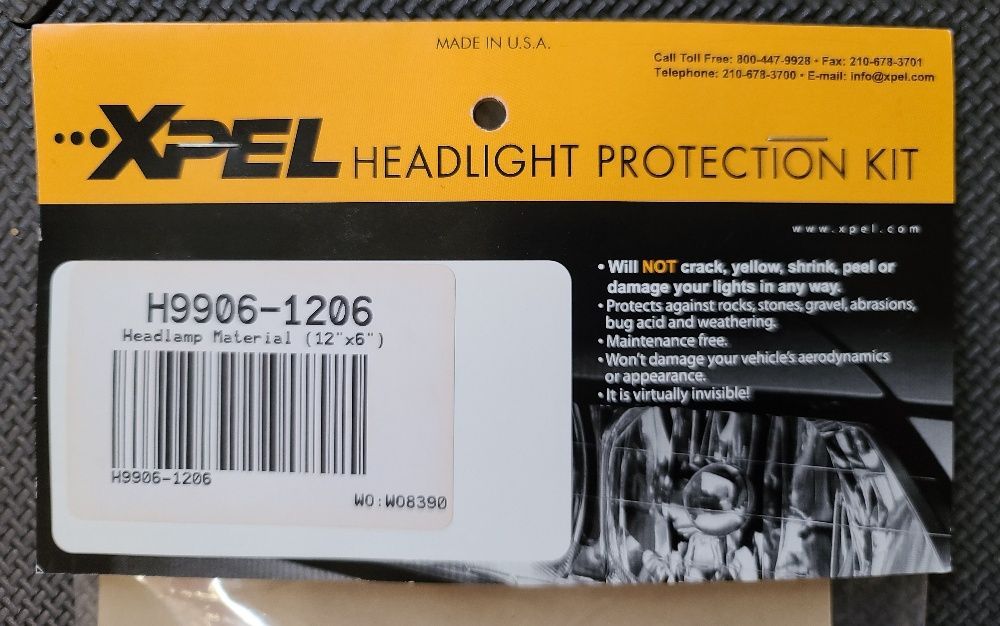 MADE IN U.S.A.
Call Toll Free: 800-447-9928 • Fax: 210-678-3701
Telephone: 210-678-3700 • E-mail: info@xpel.com
XPEL HEADLIGHT PROTECTION KIT
www.xpel.com
H9906-1206
Headlamp Material (12"x6")
H9906-1206
WO:W08390
• Will NOT crack, yellow, shrink, peel or
damage your lights in any way.
• Protects against rocks, stones, gravel, abrasions,
bug acid and weathering.
• Maintenance free.
• Won't damage your vehicle's aerodynamics
or appearance.
• It is virtually invisible!